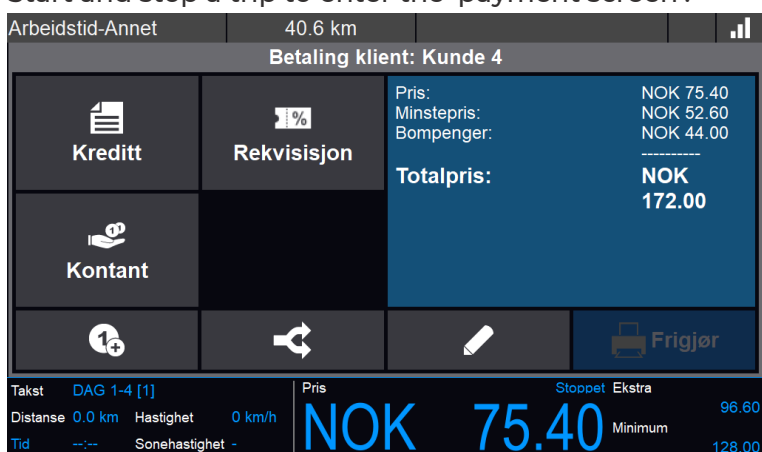 Start and stop a trip to enter the 'payment screen'.
Arbeidstid-Annet 40.6 km
Betaling klient: Kunde 4
Kreditt
% Rekvisisjon
Pris: NOK 75.40
Minstepris: NOK 52.60
Bompenger: NOK 44.00
----------
Totalpris: NOK
172.00
Kontant
1+
Frigjør
Takst DAG 1-4 [1]
Distanse 0.0 km Hastighet 0 km/h
Tid --:-- Sonehastighet -
Pris Stoppet
NOK 75.40
Ekstra
96.60
Minimum
128.00